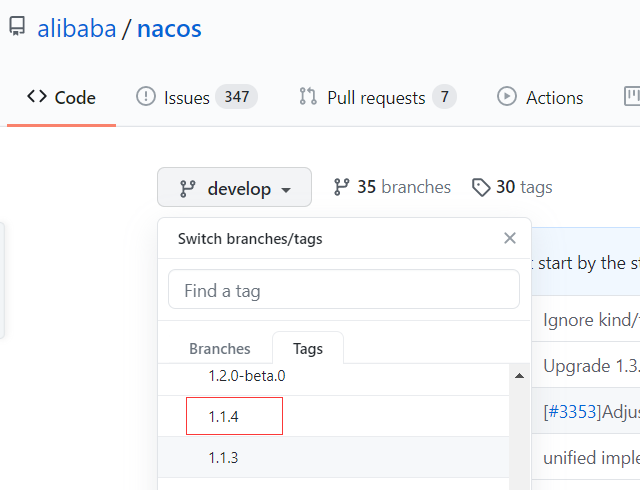 alibaba / nacos
Code Issues 347 Pull requests 7 Actions
develop 35 branches 30 tags
Switch branches/tags
start by the s
Find a tag
Ignore kind/
Branches Tags
Upgrade 1.3.
1.2.0-beta.0
1.1.4
[#3353]Adju
1.1.3
unified imple